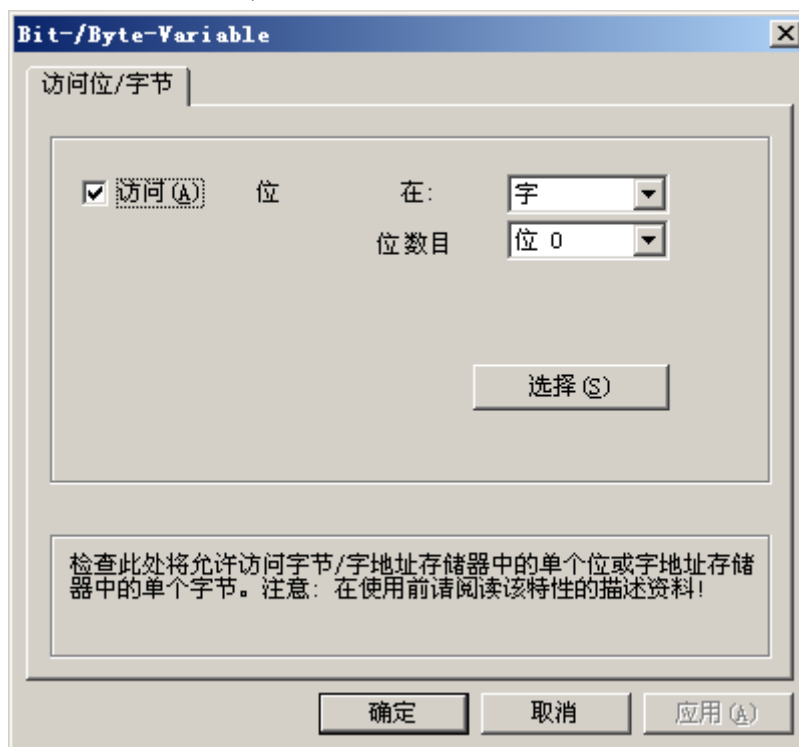 Bit-/Byte-Variable
访问位/字节
访问(A) 位 在: 字
位数目 位 0
选择(S)
检查此处将允许访问字节/字地址存储器中的单个位或字地址存储
器中的单个字节。注意: 在使用前请阅读该特性的描述资料!
确定 取消 应用(A)